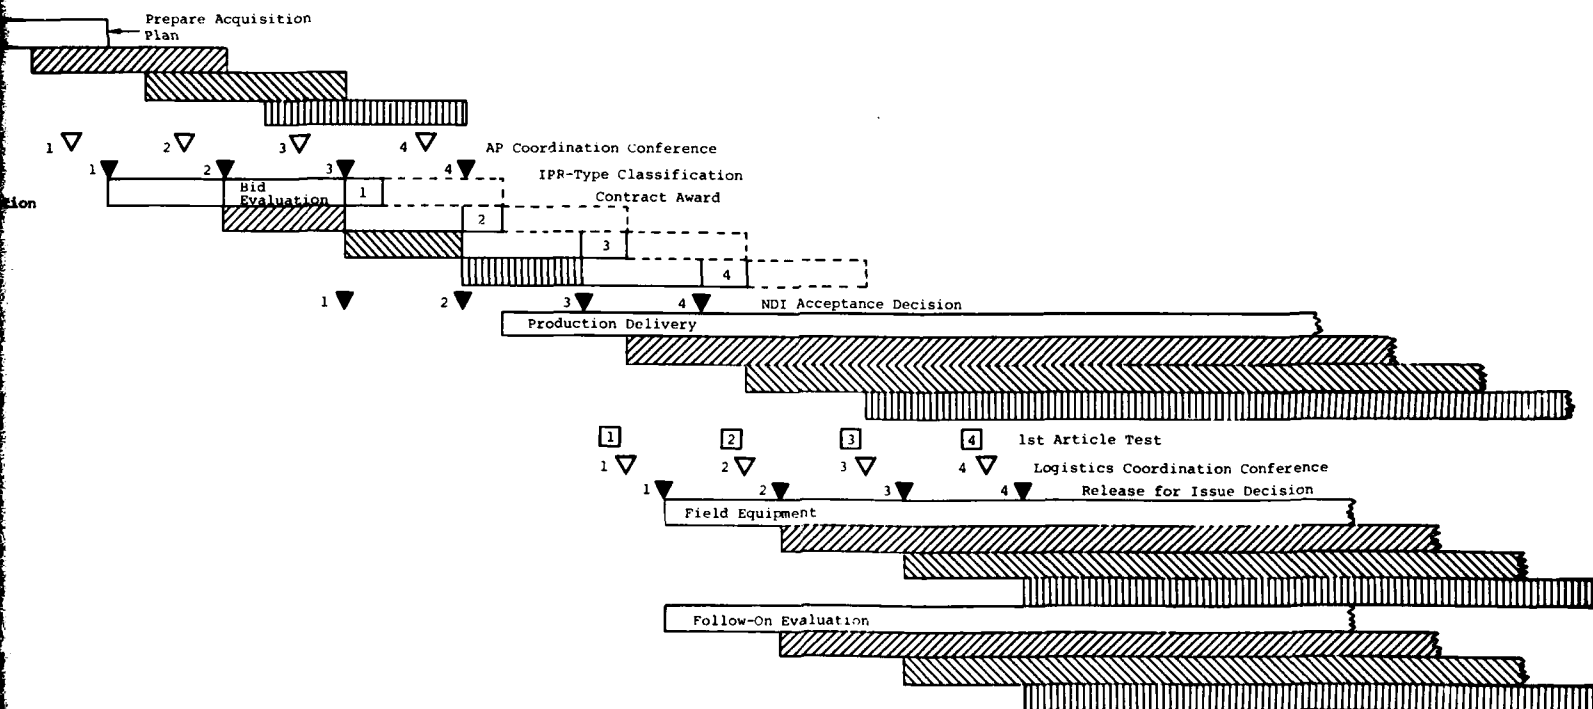 Prepare Acquisition
Plan
1 2 3 4
AP Coordination Conference
1 2 3 4
IPR-Type Classification
Bid
Evaluation
1
Contract Award
2
3
4
1 2 3 4 NDI Acceptance Decision
Production Delivery
1 2 3 4 1st Article Test
1 2 3 4 Logistics Coordination Conference
1 2 3 4 Release for Issue Decision
Field Equipment
Follow-On Evaluation